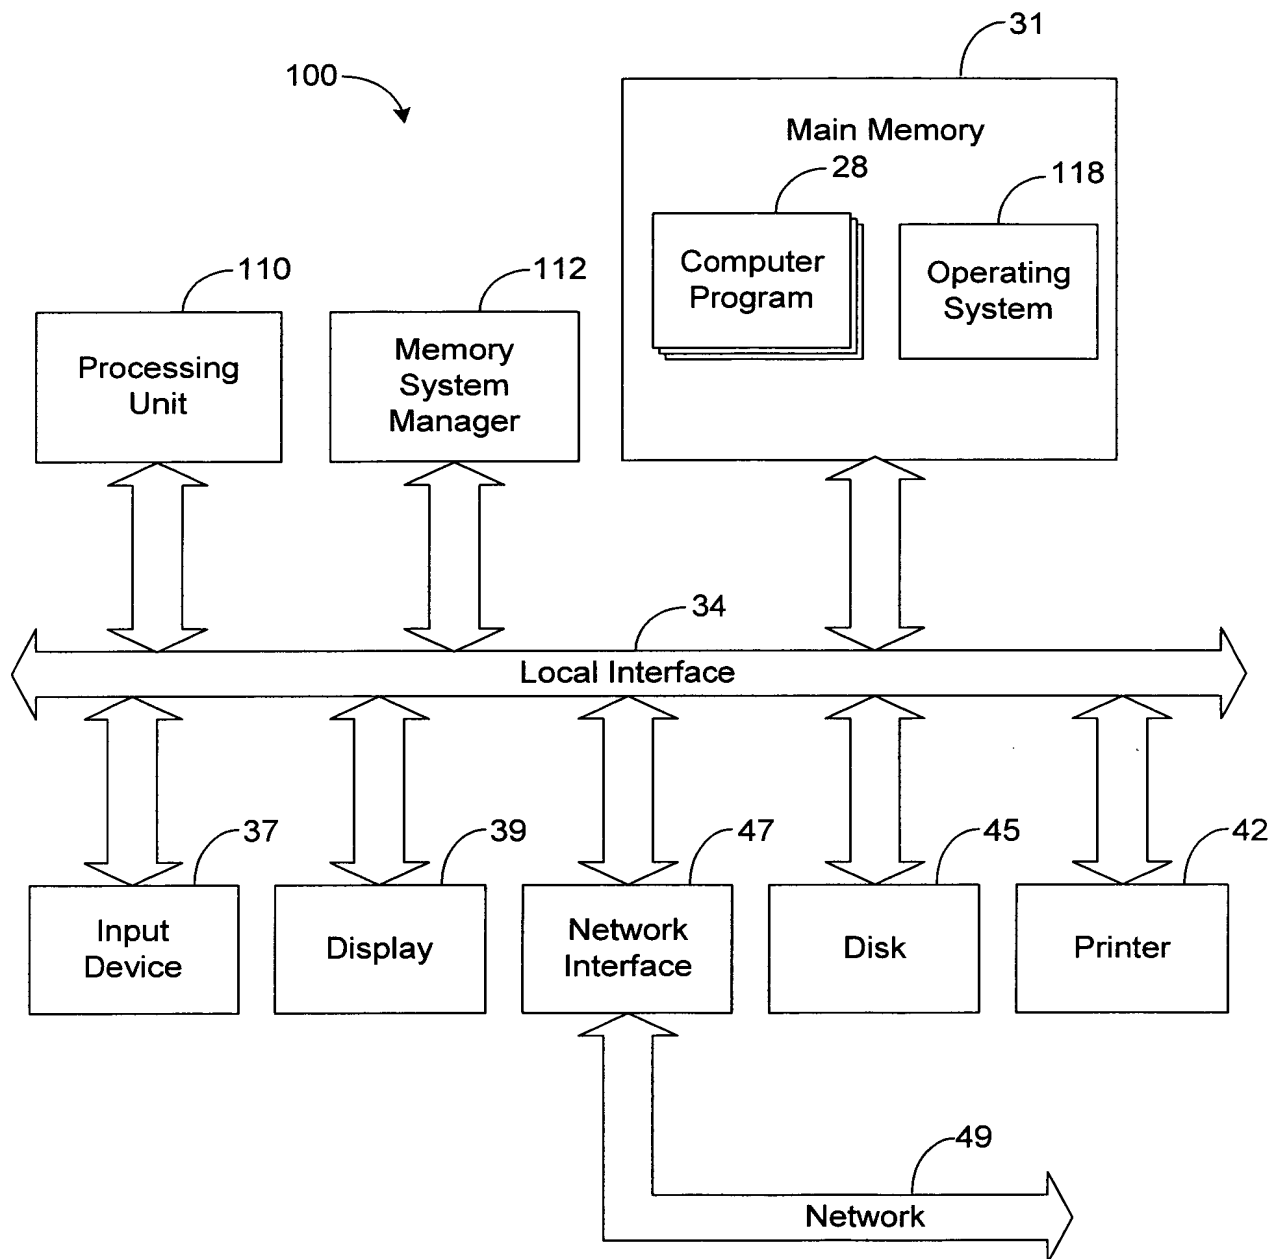 31
100
Main Memory
28
118
Computer
Program
Operating
System
110
112
Processing
Unit
Memory
System
Manager
34
Local Interface
37
39
47
45
42
Input
Device
Display
Network
Interface
Disk
Printer
49
Network